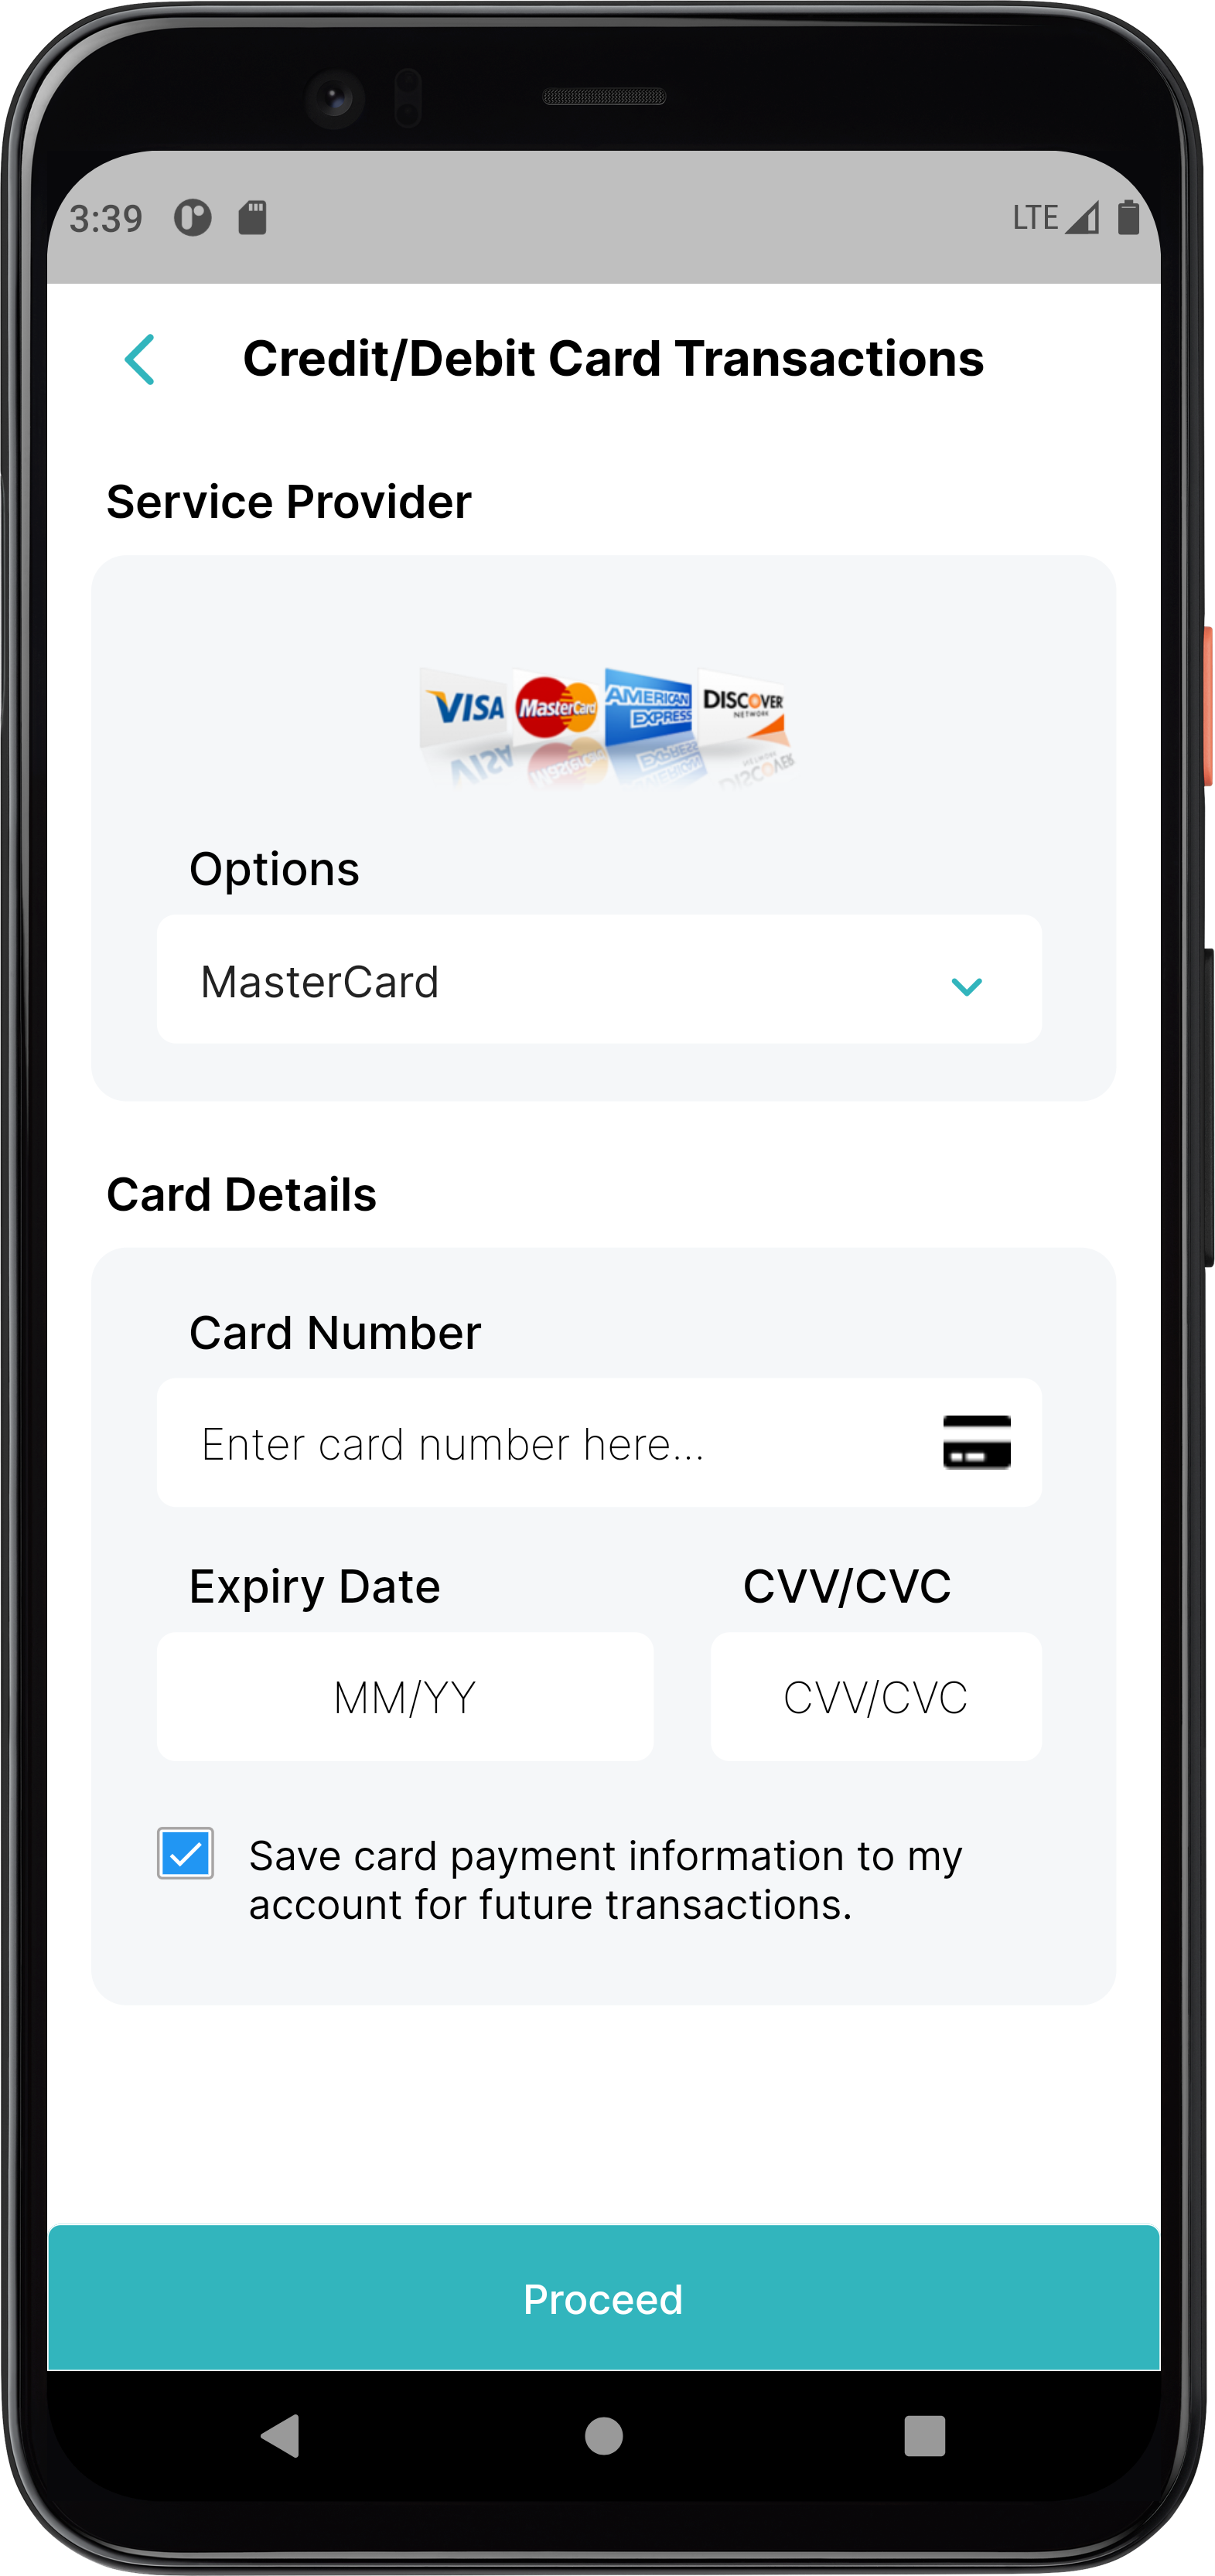 3:39
LTE
Credit/Debit Card Transactions
Service Provider
VISA MasterCard AMERICAN EXPRESS DISCOVER NETWORK
Options
MasterCard
Card Details
Card Number
Enter card number here...
Expiry Date CVV/CVC
MM/YY CVV/CVC
Save card payment information to my
account for future transactions.
Proceed